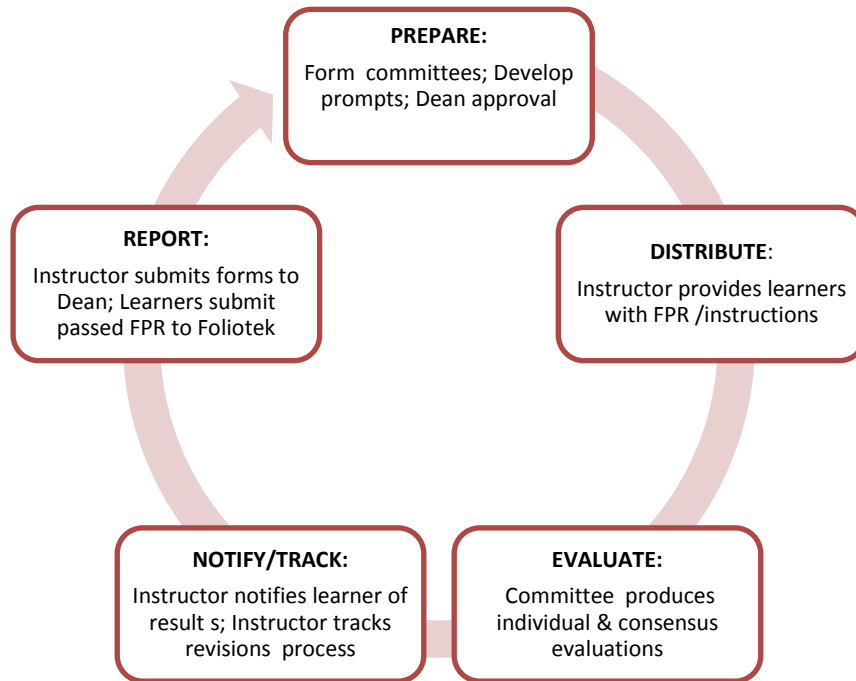 PREPARE:
Form committees; Develop
prompts; Dean approval
DISTRIBUTE:
Instructor provides learners
with FPR /instructions
EVALUATE:
Committee produces
individual & consensus
evaluations
NOTIFY/TRACK:
Instructor notifies learner of
result s; Instructor tracks
revisions process
REPORT:
Instructor submits forms to
Dean; Learners submit
passed FPR to Foliotek